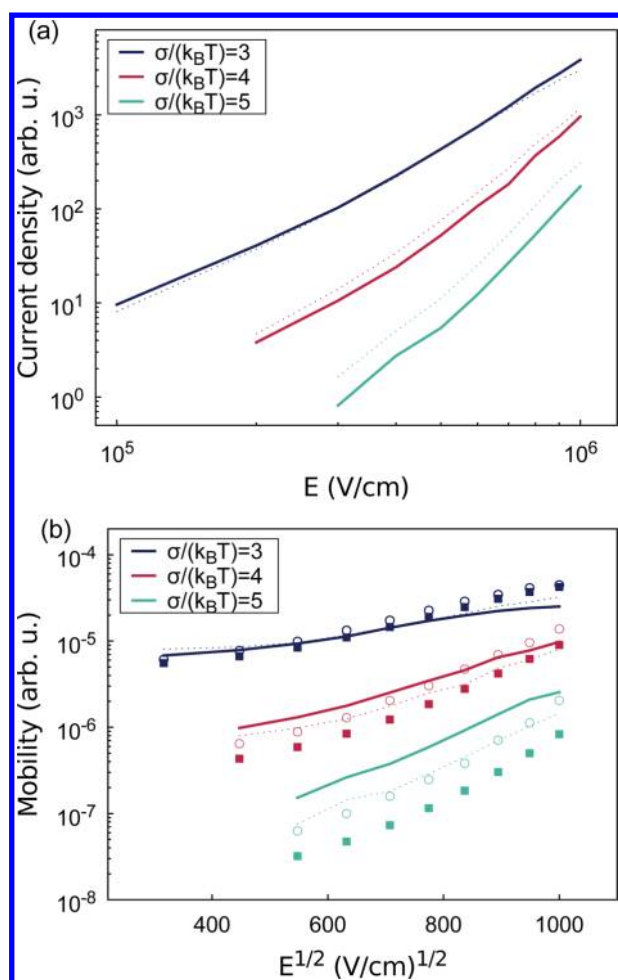 (a)
σ/(k_BT)=3
σ/(k_BT)=4
σ/(k_BT)=5
Current density (arb. u.)
10^3
10^2
10^1
10^0
10^5
10^6
E (V/cm)
(b)
σ/(k_BT)=3
σ/(k_BT)=4
σ/(k_BT)=5
Mobility (arb. u.)
10^-4
10^-5
10^-6
10^-7
10^-8
400
600
800
1000
E^1/2 (V/cm)^1/2